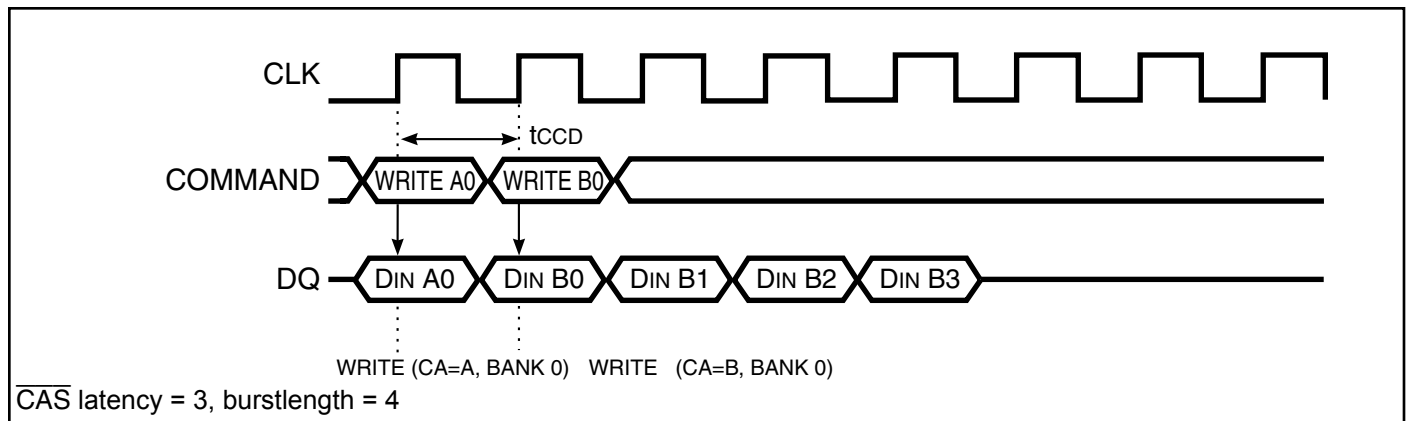 CLK
tCCD
COMMAND WRITE A0 WRITE B0
DQ DIN A0 DIN B0 DIN B1 DIN B2 DIN B3
WRITE (CA=A, BANK 0) WRITE (CA=B, BANK 0)
C̅A̅S̅ latency = 3, burstlength = 4